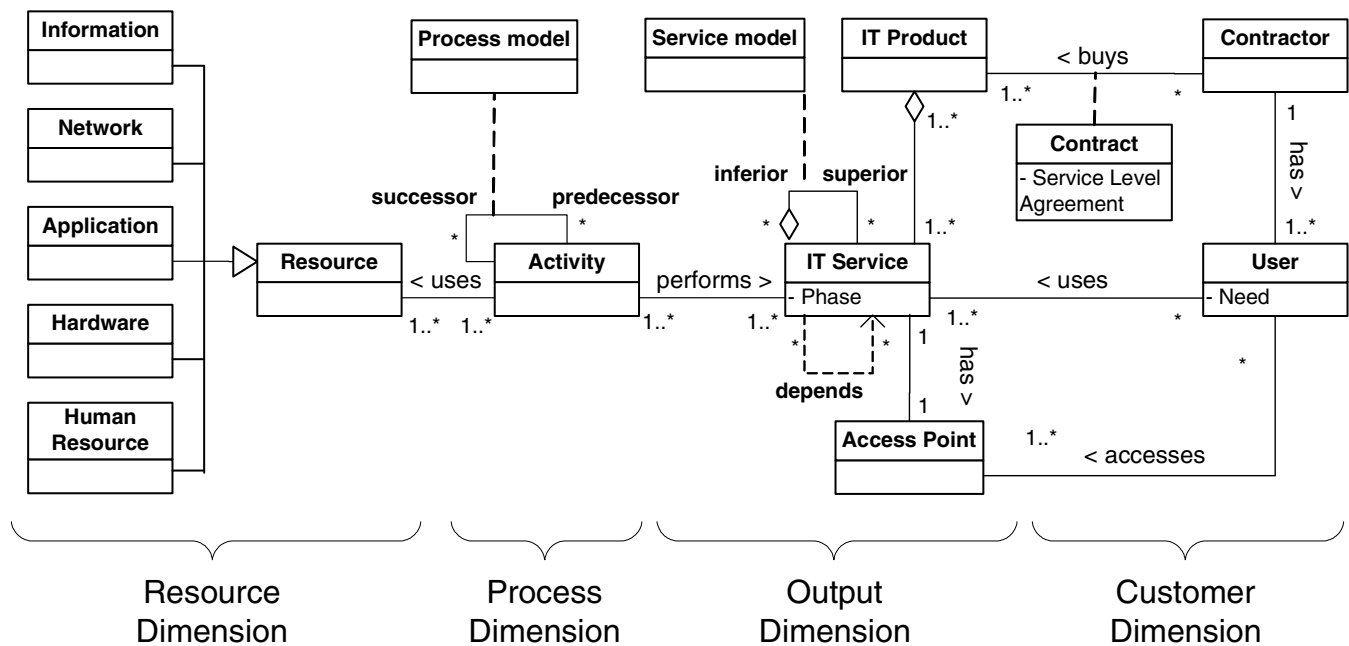 Information
Process model
Service model
IT Product
Contractor
< buys
1..*
*
1..*
1
Network
Contract
- Service Level
Agreement
has >
inferior
superior
successor
predecessor
Application
*
*
*
*
1..*
1..*
Resource
< uses
Activity
performs >
IT Service
- Phase
< uses
User
- Need
1..*
1..*
1..*
1..*
1..*
*
Hardware
*
*
1
has >
*
depends
1
Human
Resource
Access Point
1..*
< accesses
Resource
Dimension
Process
Dimension
Output
Dimension
Customer
Dimension